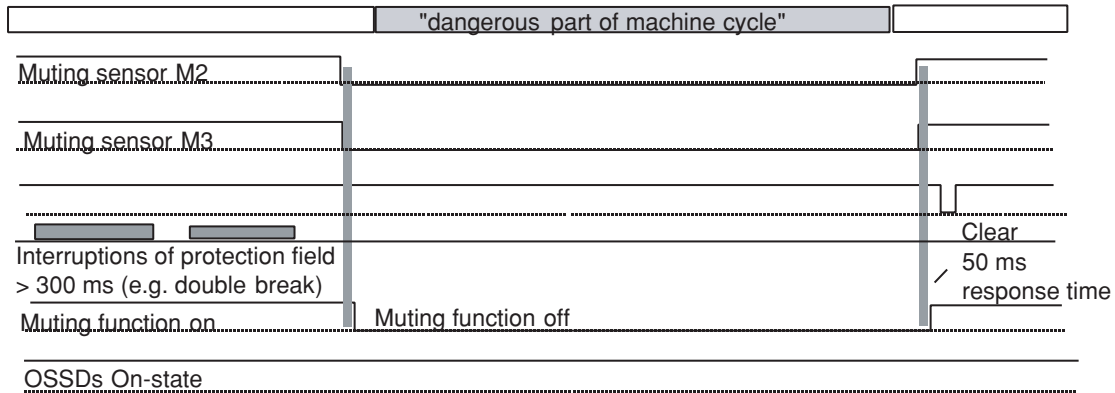 "dangerous part of machine cycle"
Muting sensor M2
Muting sensor M3
Clear
Interruptions of protection field
> 300 ms (e.g. double break)
50 ms
response time
Muting function on
Muting function off
OSSDs On-state